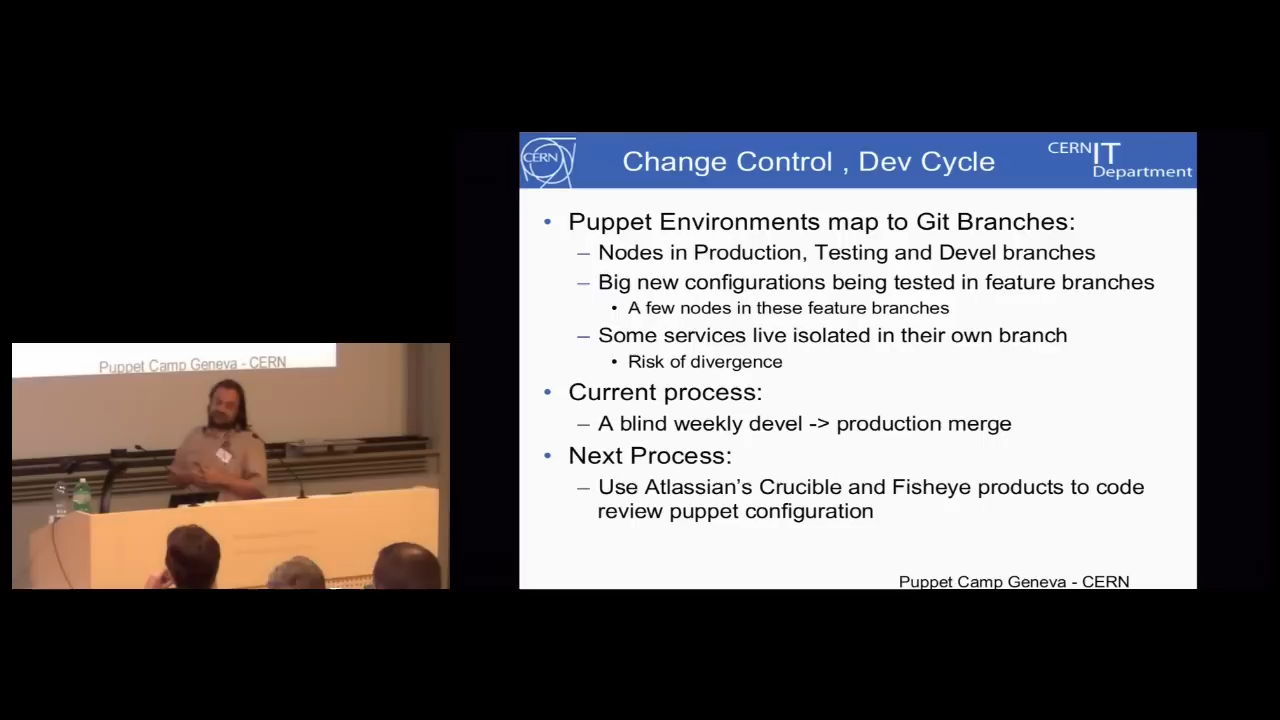 CERN
Change Control , Dev Cycle
CERN IT
Department
• Puppet Environments map to Git Branches:
– Nodes in Production, Testing and Devel branches
– Big new configurations being tested in feature branches
• A few nodes in these feature branches
– Some services live isolated in their own branch
• Risk of divergence
• Current process:
– A blind weekly devel -> production merge
• Next Process:
– Use Atlassian's Crucible and Fisheye products to code
review puppet configuration
Puppet Camp Geneva - CERN
Puppet Camp Geneva - CERN